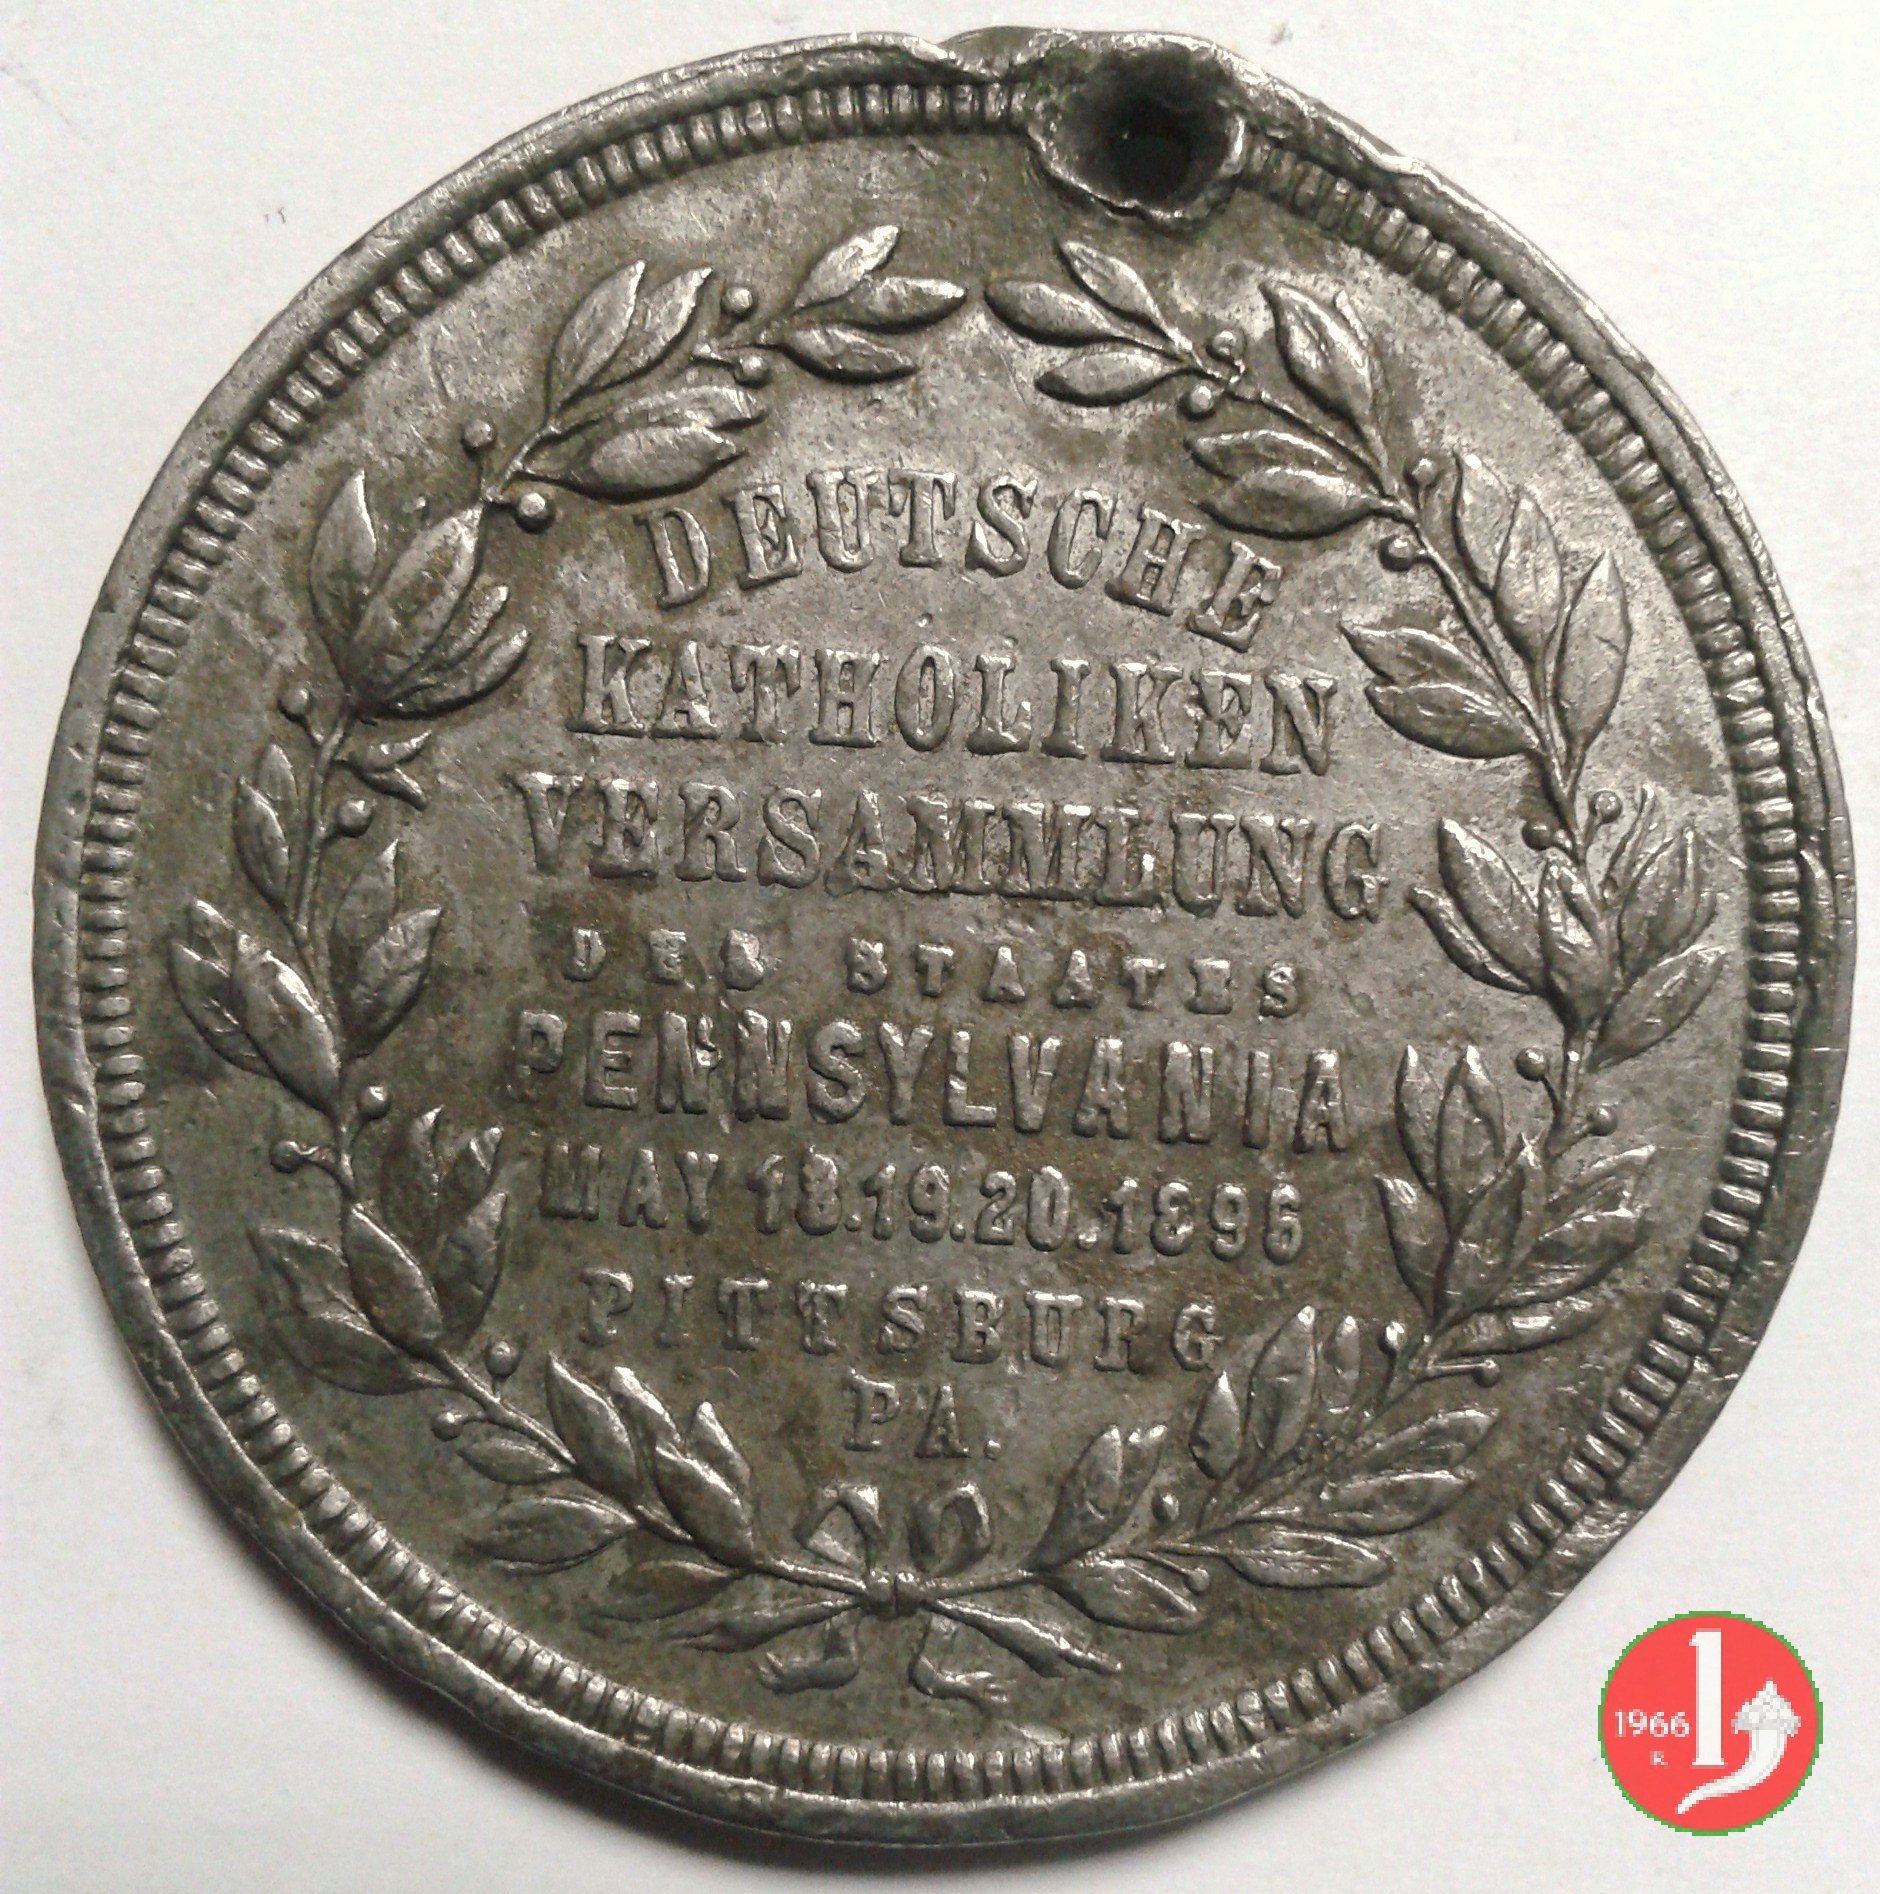 DEUTSCHE
KATHOLIKEN
VERSAMMLUNG
DES STAATES
PENNSYLVANIA
MAY 18.19.20.1896
PITTSBURG
PA.
1966
R